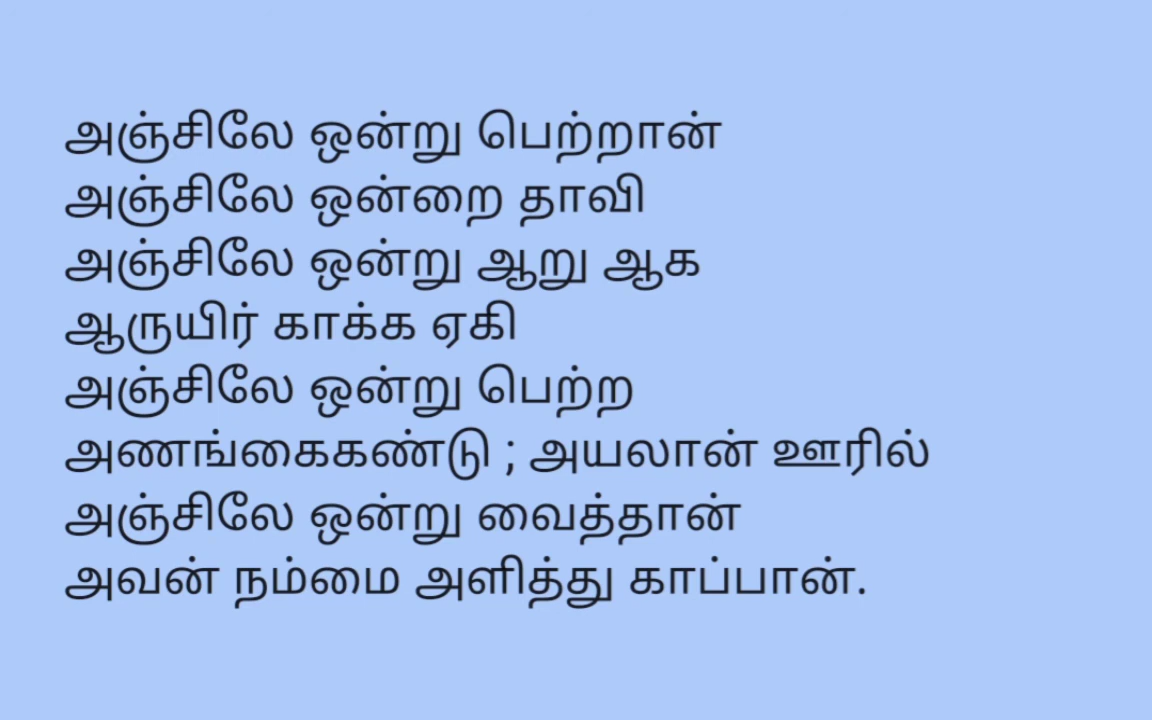 அஞ்சிலே ஒன்று பெற்றான்
அஞ்சிலே ஒன்றை தாவி
அஞ்சிலே ஒன்று ஆறு ஆக
ஆருயிர் காக்க ஏகி
அஞ்சிலே ஒன்று பெற்ற
அணங்கைகண்டு ; அயலான் ஊரில்
அஞ்சிலே ஒன்று வைத்தான்
அவன் நம்மை அளித்து காப்பான்.